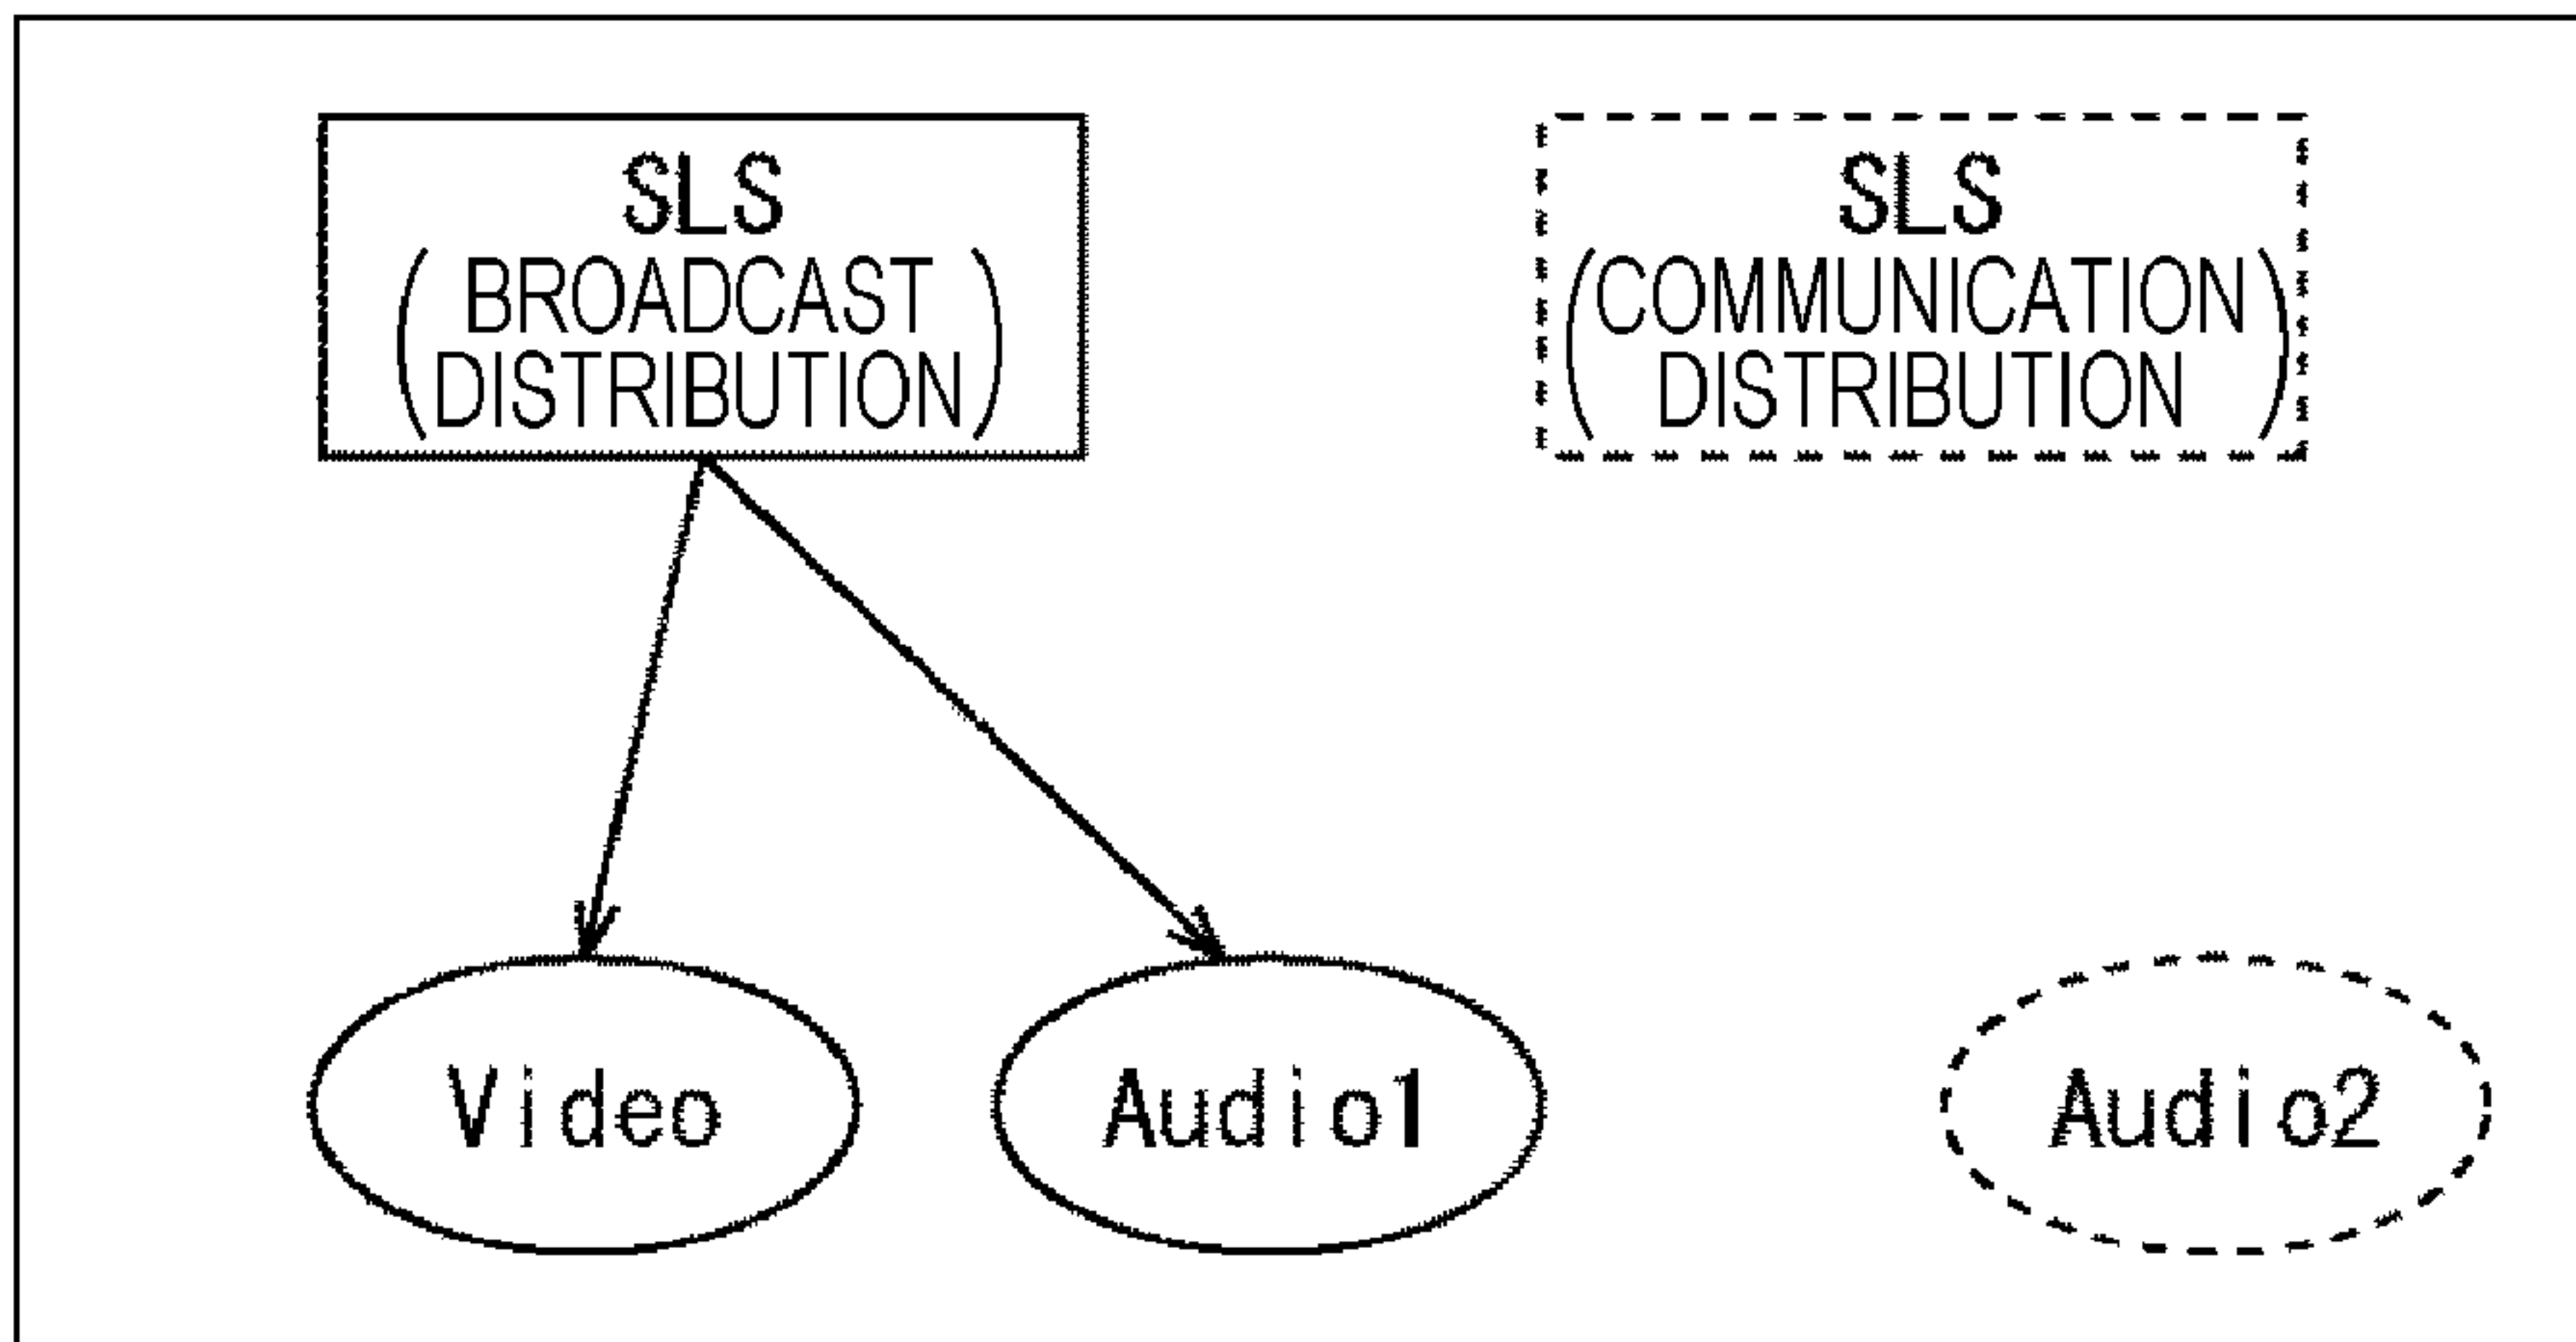 SLS
(BROADCAST
DISTRIBUTION)
SLS
(COMMUNICATION
DISTRIBUTION)
Video
Audio1
Audio2